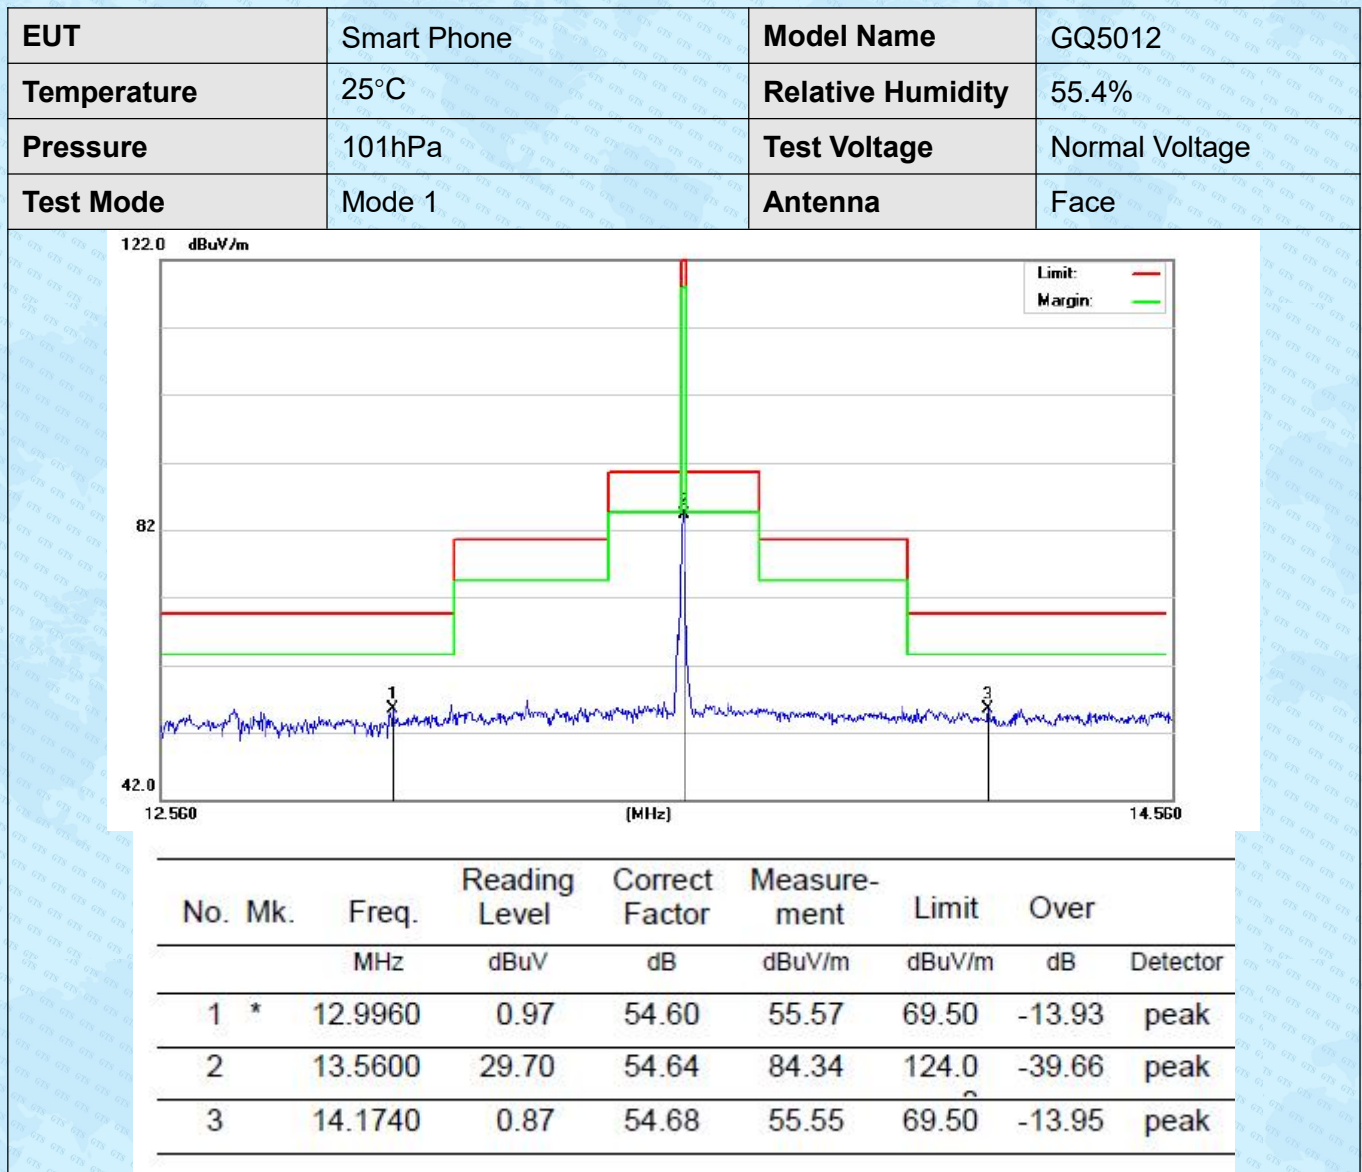 EUT Smart Phone Model Name GQ5012
Temperature 25°C Relative Humidity 55.4%
Pressure 101hPa Test Voltage Normal Voltage
Test Mode Mode 1 Antenna Face
122.0 dBuV/m
Limit:
Margin:
82
1
3
42.0
12.560 (MHz) 14.560
No. Mk. Freq. Reading Level Correct Factor Measure-ment Limit Over
MHz dBuV dB dBuV/m dBuV/m dB Detector
1 * 12.9960 0.97 54.60 55.57 69.50 -13.93 peak
2 13.5600 29.70 54.64 84.34 124.0 -39.66 peak
3 14.1740 0.87 54.68 55.55 69.50 -13.95 peak